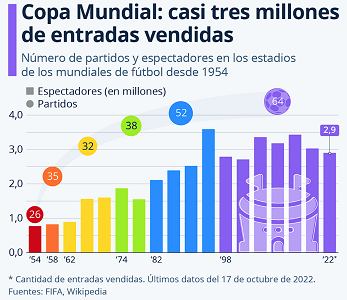 Copa Mundial: casi tres millones
de entradas vendidas
Número de partidos y espectadores en los estadios
de los mundiales de fútbol desde 1954
Espectadores (en millones)
Partidos
4,0
3,0
2,0
1,0
0,0
26
35
32
38
52
64
2,9
'54 '58 '62 '74 '82 '98 '22*
* Cantidad de entradas vendidas. Últimos datos del 17 de octubre de 2022.
Fuentes: FIFA, Wikipedia